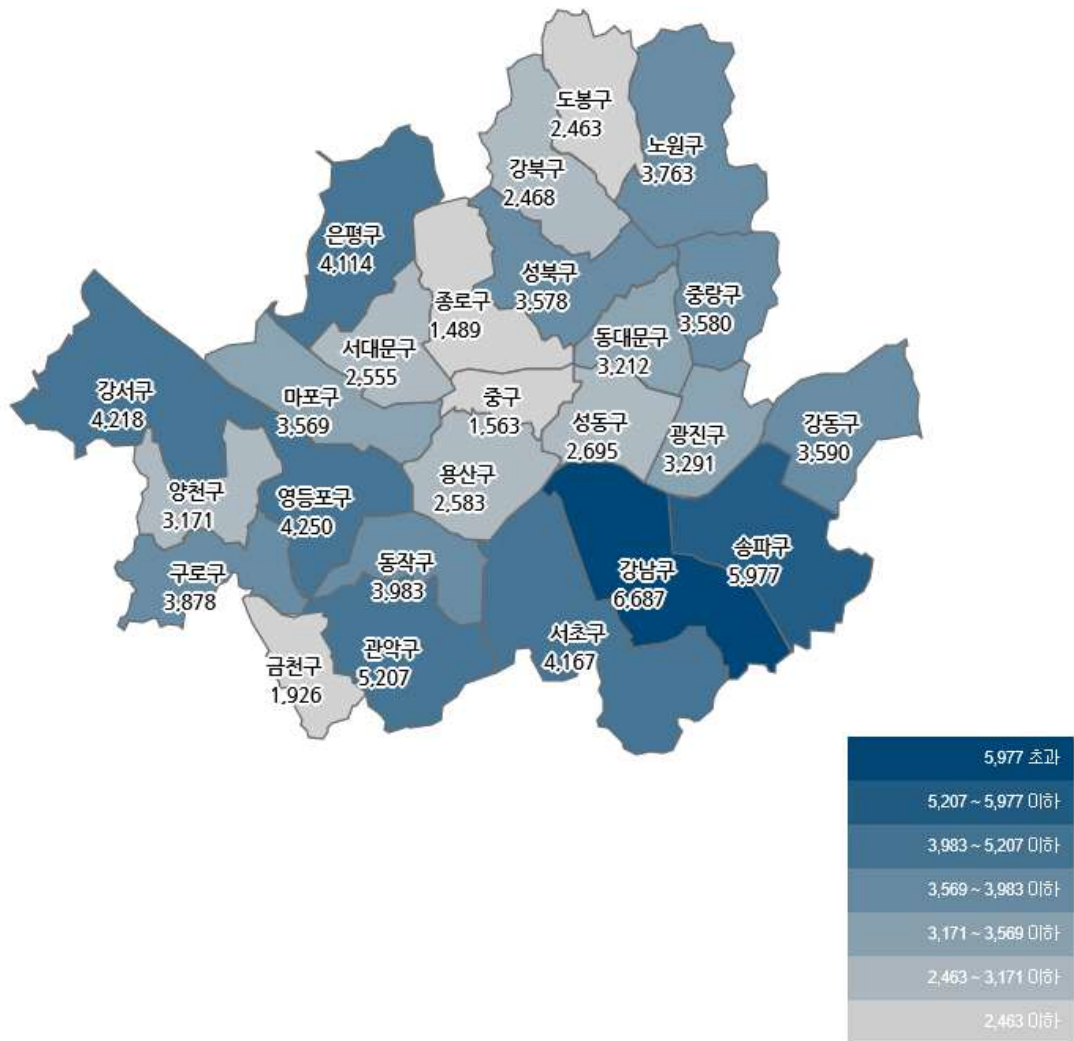 도봉구
2,463
노원구
3,763
강북구
2,468
은평구
4,114
성북구
3,578
중랑구
3,580
종로구
1,489
동대문구
3,212
서대문구
2,555
강서구
4,218
마포구
3,569
중구
1,563
성동구
2,695
광진구
3,291
강동구
3,590
양천구
3,171
영등포구
4,250
용산구
2,583
구로구
3,878
동작구
3,983
강남구
6,687
송파구
5,977
금천구
1,926
관악구
5,207
서초구
4,167
5,977 초과
5,207 ~ 5,977 이하
3,983 ~ 5,207 이하
3,569 ~ 3,983 이하
3,171 ~ 3,569 이하
2,463 ~ 3,171 이하
2,463 이하